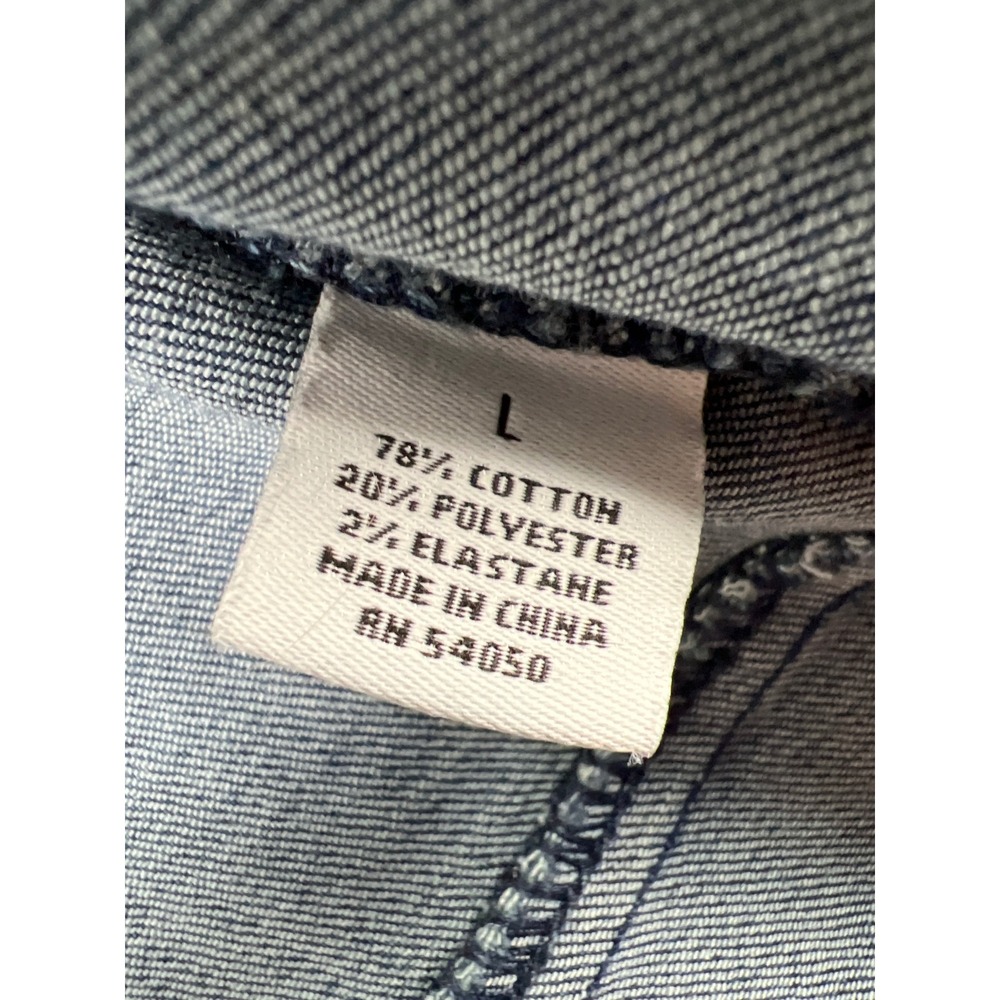 L
78% COTTON
20% POLYESTER
2% ELASTANE
MADE IN CHINA
RN 54050